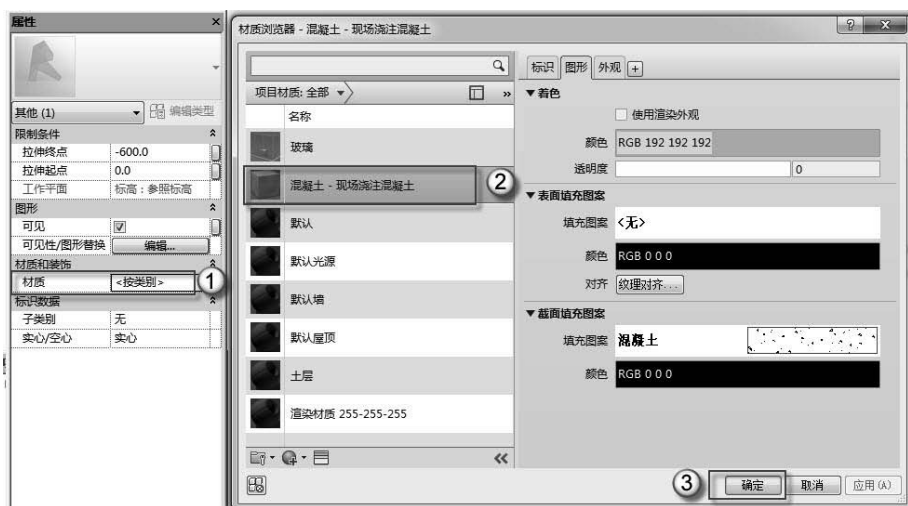 属性
其他 (1)
编辑类型
限制条件
拉伸终点 -600.0
拉伸起点 0.0
工作平面 标高：参照标高
图形
可见
可见性/图形替换 编辑...
材质和装饰
材质 <按类别>
①
标识数据
子类别 无
实心/空心 实心
材质浏览器 - 混凝土 - 现场浇注混凝土
项目材质: 全部
名称
玻璃
混凝土 - 现场浇注混凝土
②
默认
默认光源
默认墙
默认屋顶
土层
渲染材质 255-255-255
标识 图形 外观
着色
使用渲染外观
颜色 RGB 192 192 192
透明度 0
表面填充图案
填充图案 <无>
颜色 RGB 0 0 0
对齐 纹理对齐...
截面填充图案
填充图案 混凝土
颜色 RGB 0 0 0
③
确定 取消 应用(A)